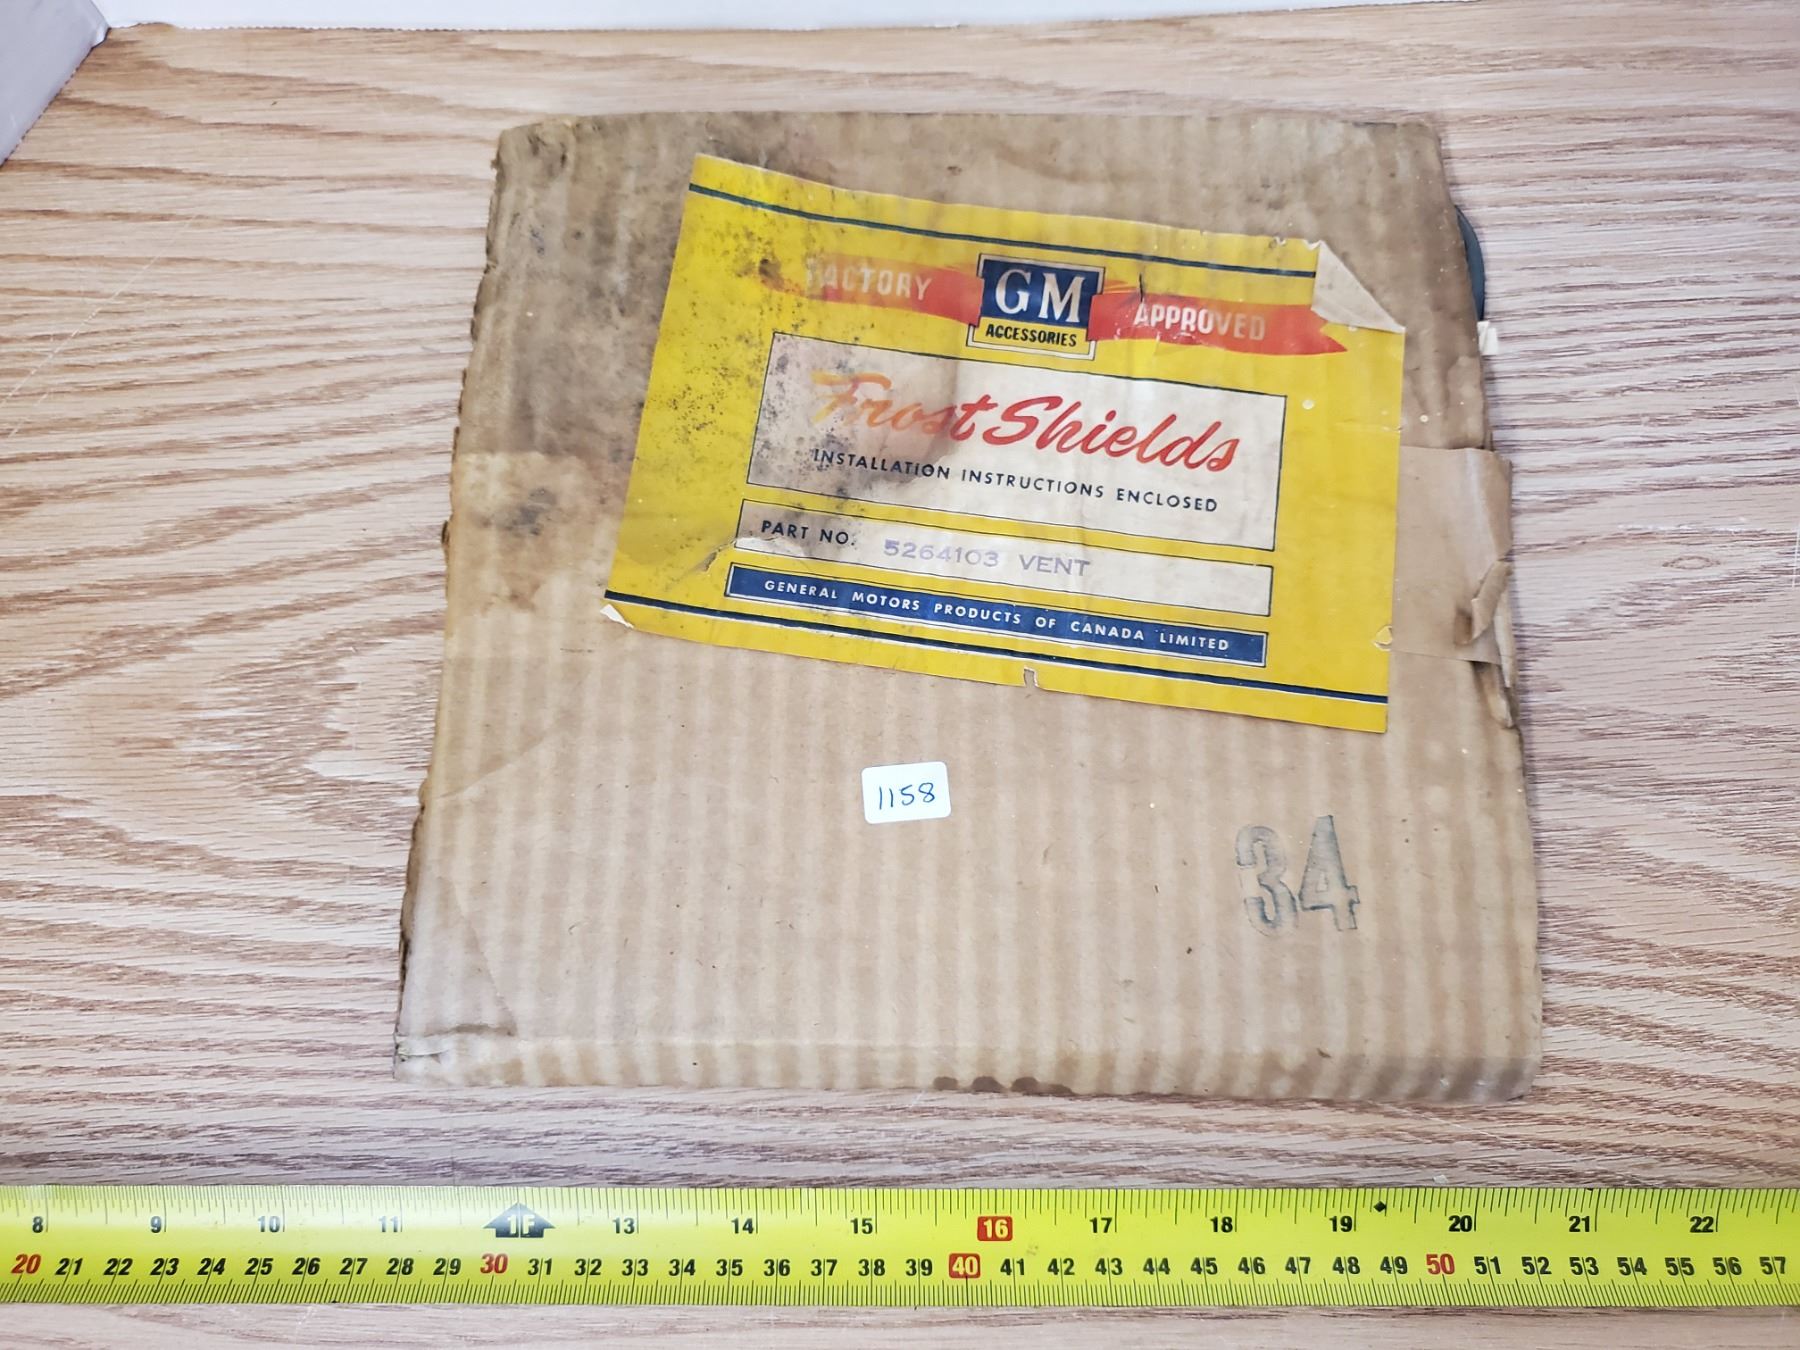 FACTORY GM APPROVED
ACCESSORIES
Frost Shields
INSTALLATION INSTRUCTIONS ENCLOSED
PART NO. 5264103 VENT
GENERAL MOTORS PRODUCTS OF CANADA LIMITED
1158
34
8 9 10 11 1F 13 14 15 16 17 18 19 20 21 22
20 21 22 23 24 25 26 27 28 29 30 31 32 33 34 35 36 37 38 39 40 41 42 43 44 45 46 47 48 49 50 51 52 53 54 55 56 57